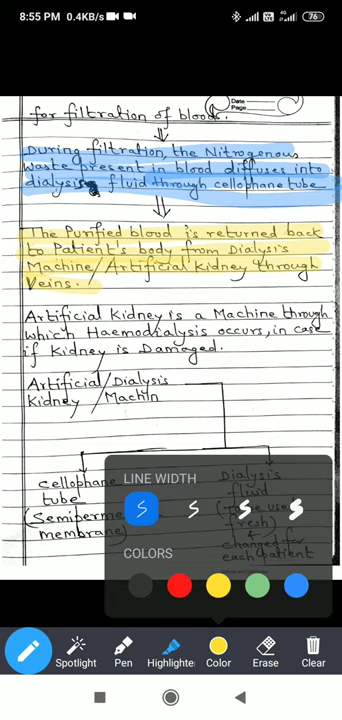 8:55 PM 0.4KB/s 76
Date
Page
for filtration of blood.
During filtration, the Nitrogenous
waste present in blood diffuses into
dialysis fluid through cellophane tube
The Purified blood is returned back
to Patient's body from Dialysis
Machine/Artificial kidney through
Veins.
Artificial Kidney is a Machine through
which Haemodialysis occurs, in case
if Kidney is Damaged.
Artificial/Dialysis
Kidney / Machin
cellophane
tube
(Semiperme
membrane)
Dialysis
fluid
use
fresh)
changed for
each patient
LINE WIDTH
COLORS
Spotlight
Pen
Highlighter
Color
Erase
Clear